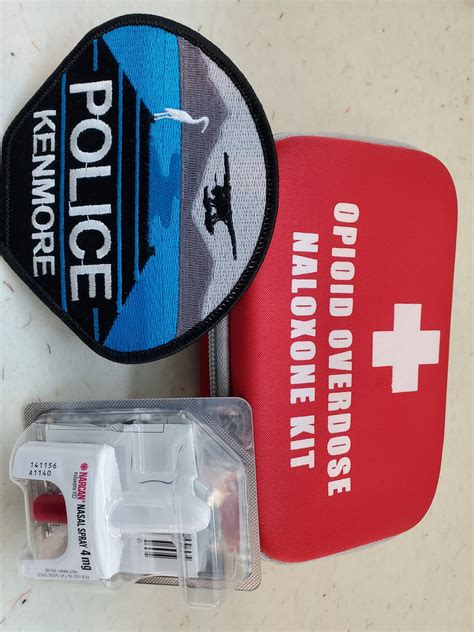 POLICE
KENMORE
OPIOID OVERDOSE
NALOXONE KIT
141156
A1140
NARCAN®
NASAL SPRAY 4 mg